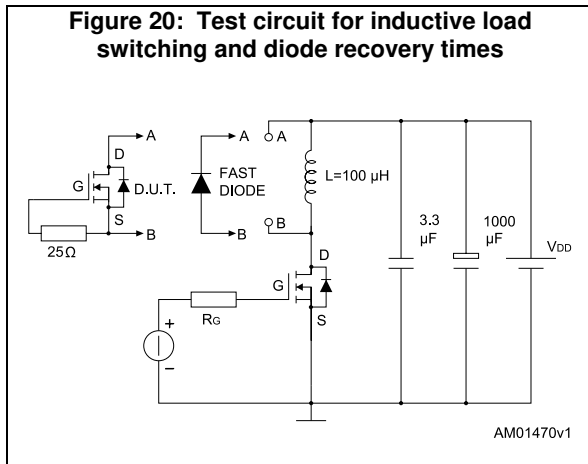 Figure 20: Test circuit for inductive load
switching and diode recovery times
A
A
A
D
G
D.U.T.
FAST
DIODE
L=100 µH
S
B
B
B
25Ω
3.3
µF
1000
µF
VDD
D
G
S
RG
+
–
AM01470v1